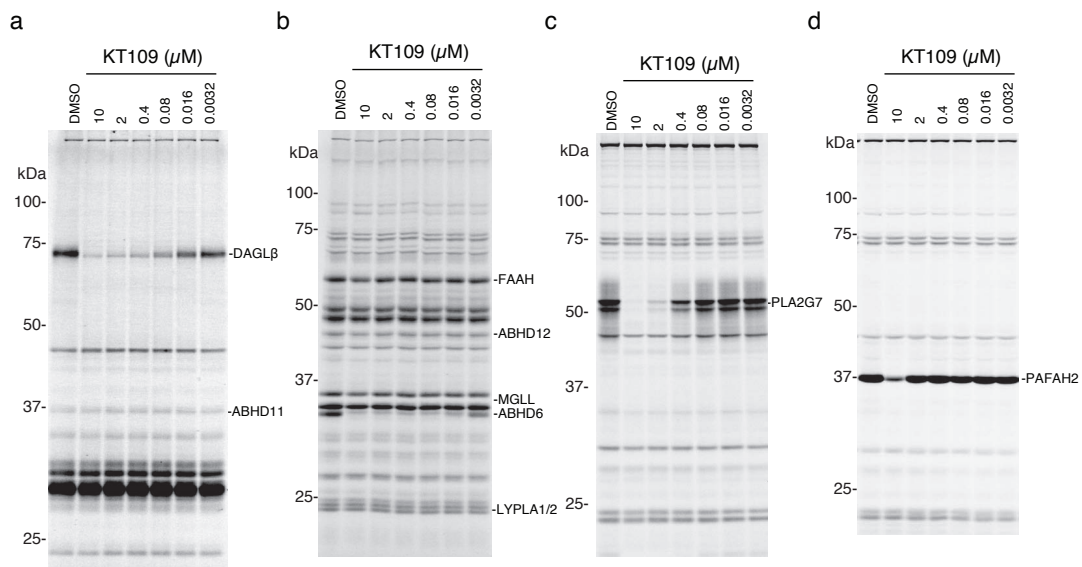 a
KT109 (µM)
DMSO 10 2 0.4 0.08 0.016 0.0032
kDa
100-
75-
50-
37-
25-
-DAGLβ
-ABHD11
b
KT109 (µM)
DMSO 10 2 0.4 0.08 0.016 0.0032
kDa
100-
75-
50-
37-
25-
-FAAH
-ABHD12
-MGLL
-ABHD6
-LYPLA1/2
c
KT109 (µM)
DMSO 10 2 0.4 0.08 0.016 0.0032
kDa
100-
75-
50-
37-
25-
-PLA2G7
d
KT109 (µM)
DMSO 10 2 0.4 0.08 0.016 0.0032
kDa
100-
75-
50-
37-
25-
-PAFAH2